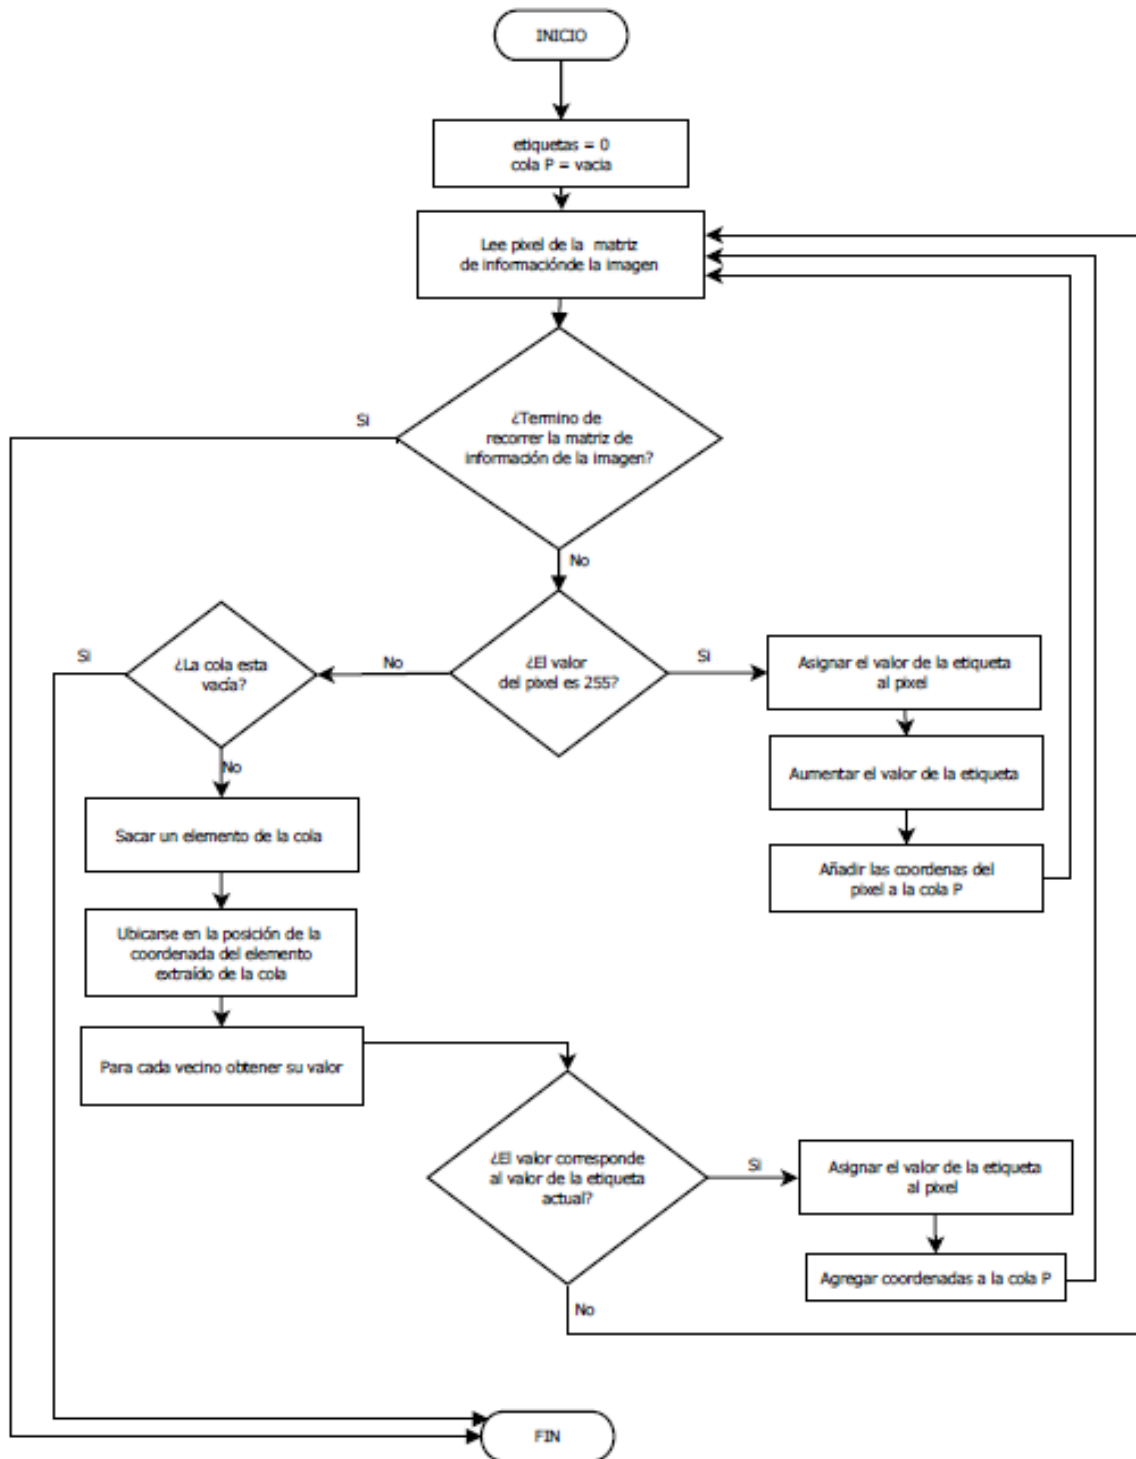 INICIO
etiquetas = 0
cola P = vacia
Lee pixel de la matriz
de informaciónde la imagen
Si
¿Termino de
recorrer la matriz de
información de la imagen?
No
Si
¿La cola esta
vacía?
No
¿El valor
del pixel es 255?
Si
Asignar el valor de la etiqueta
al pixel
No
Aumentar el valor de la etiqueta
Sacar un elemento de la cola
Añadir las coordenas del
pixel a la cola P
Ubicarse en la posición de la
coordenada del elemento
extraído de la cola
Para cada vecino obtener su valor
¿El valor corresponde
al valor de la etiqueta
actual?
Si
Asignar el valor de la etiqueta
al pixel
Agregar coordenadas a la cola P
No
FIN